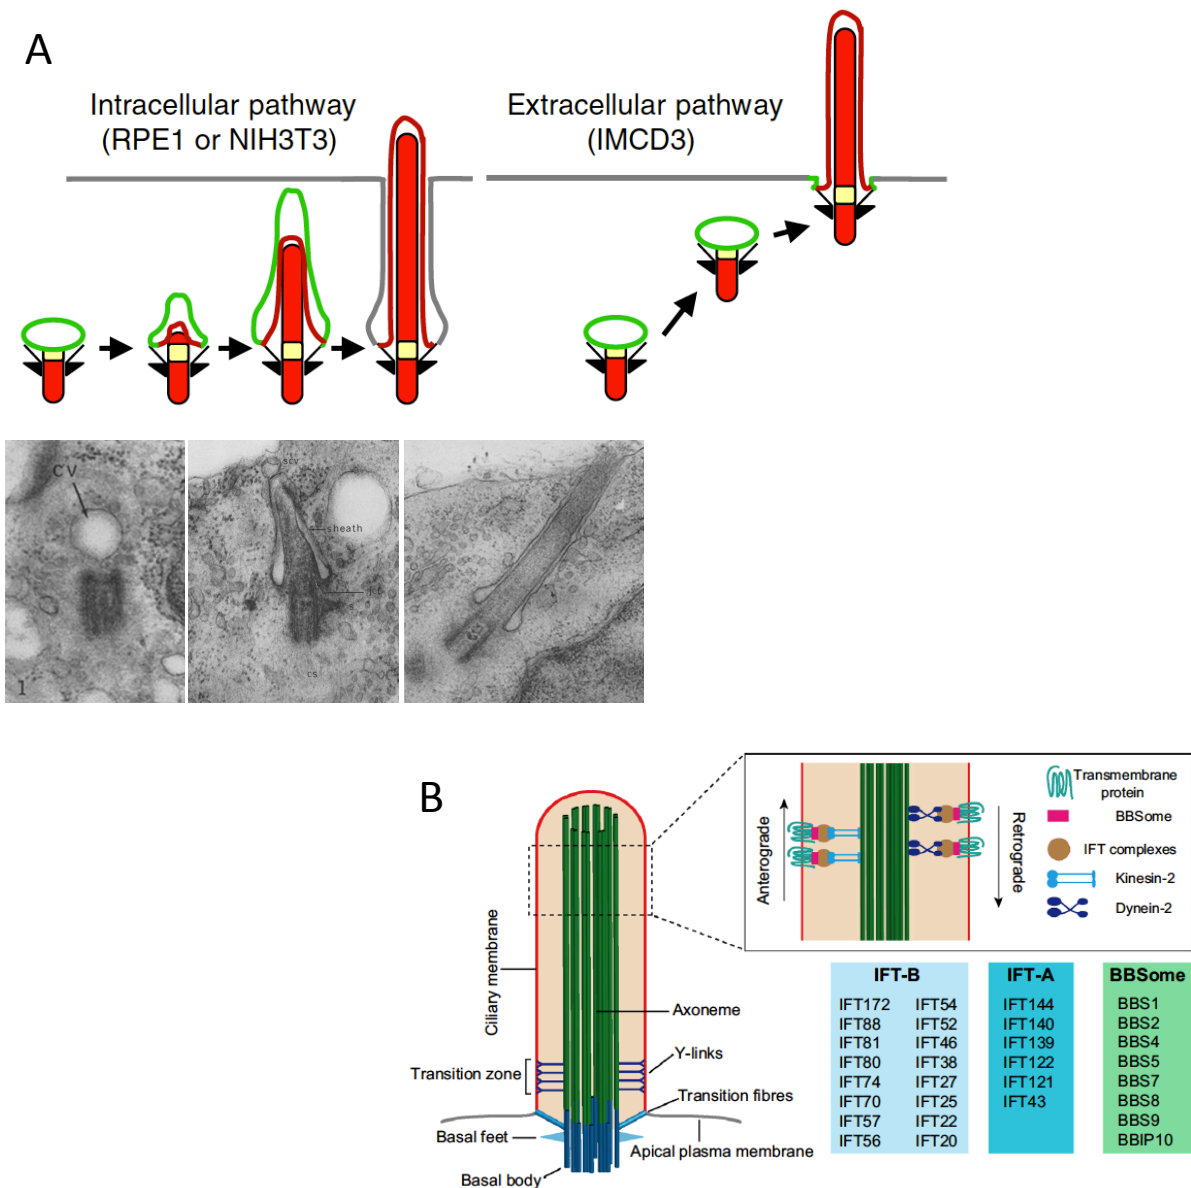 A
Intracellular pathway
(RPE1 or NIH3T3)
Extracellular pathway
(IMCD3)
CV
1
scv
sheath
cs
B
Ciliary membrane
Transition zone
Basal feet
Basal body
Axoneme
Y-links
Transition fibres
Apical plasma membrane
Anterograde
Retrograde
Transmembrane
protein
BBSome
IFT complexes
Kinesin-2
Dynein-2
IFT-B
IFT172 IFT54
IFT88 IFT52
IFT81 IFT46
IFT80 IFT38
IFT74 IFT27
IFT70 IFT25
IFT57 IFT22
IFT56 IFT20
IFT-A
IFT144
IFT140
IFT139
IFT122
IFT121
IFT43
BBSome
BBS1
BBS2
BBS4
BBS5
BBS7
BBS8
BBS9
BBIP10